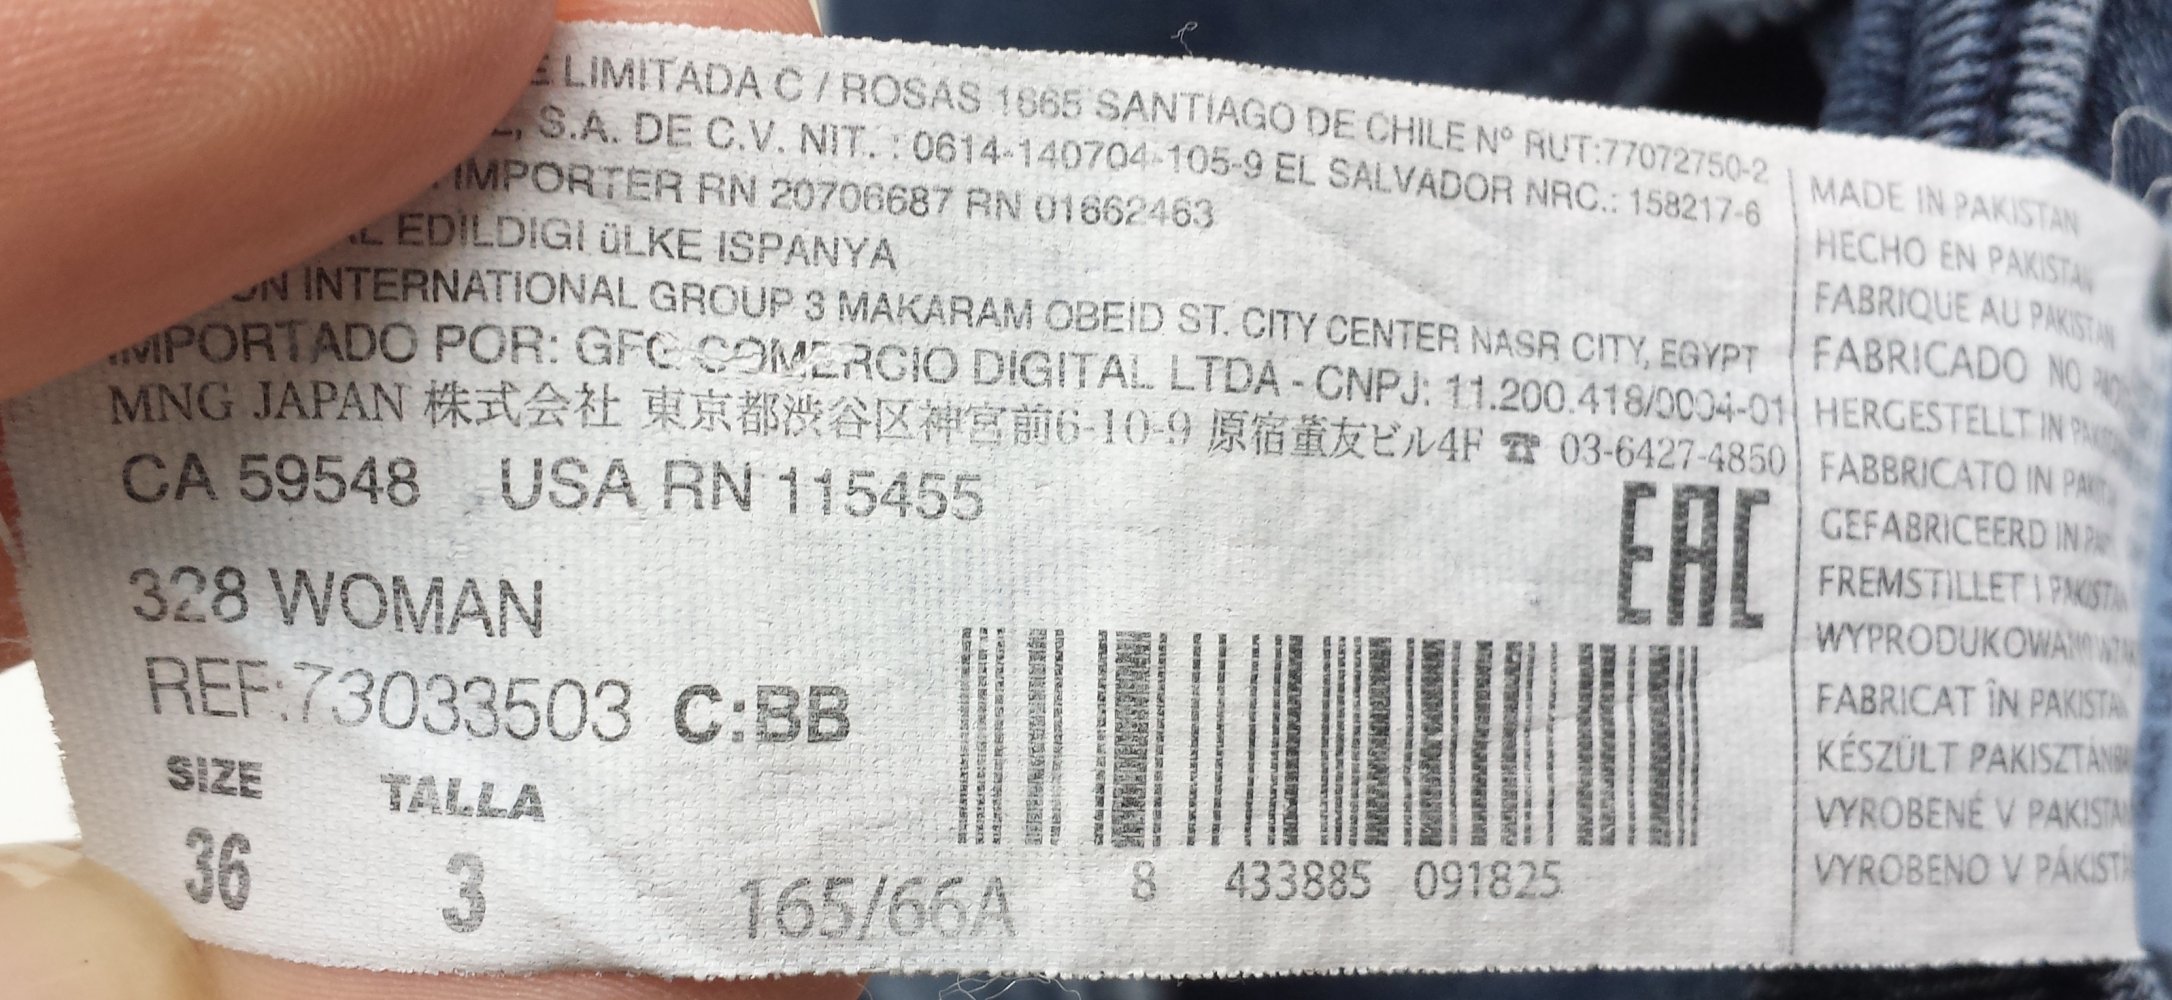 LIMITADA C / ROSAS 1865 SANTIAGO DE CHILE Nº RUT:77072750-2
S.A. DE C.V. NIT. : 0614-140704-105-9 EL SALVADOR NRC.: 158217-6
IMPORTER RN 20706687 RN 01662463
EDILDIGI üLKE ISPANYA
INTERNATIONAL GROUP 3 MAKARAM OBEID ST. CITY CENTER NASR CITY, EGYPT
IMPORTADO POR: GFG COMERCIO DIGITAL LTDA - CNPJ: 11.200.418/0004-01
MNG JAPAN 株式会社 東京都渋谷区神宮前6-10-9 原宿董友ビル4F ☎ 03-6427-4850
CA 59548 USA RN 115455
EAC
328 WOMAN
REF:73033503 C:BB
SIZE TALLA
36 3 165/66A
8 433885 091825
MADE IN PAKISTAN
HECHO EN PAKISTAN
FABRIQUE AU PAKISTAN
FABRICADO NO
HERGESTELLT IN
FABBRICATO IN
GEFABRICEERD IN
FREMSTILLET I PAKISTAN
WYPRODUKOWANO W
FABRICAT ÎN PAKISTAN
KÉSZÜLT
VYROBENÉ V PAKISTAN
VYROBENO V